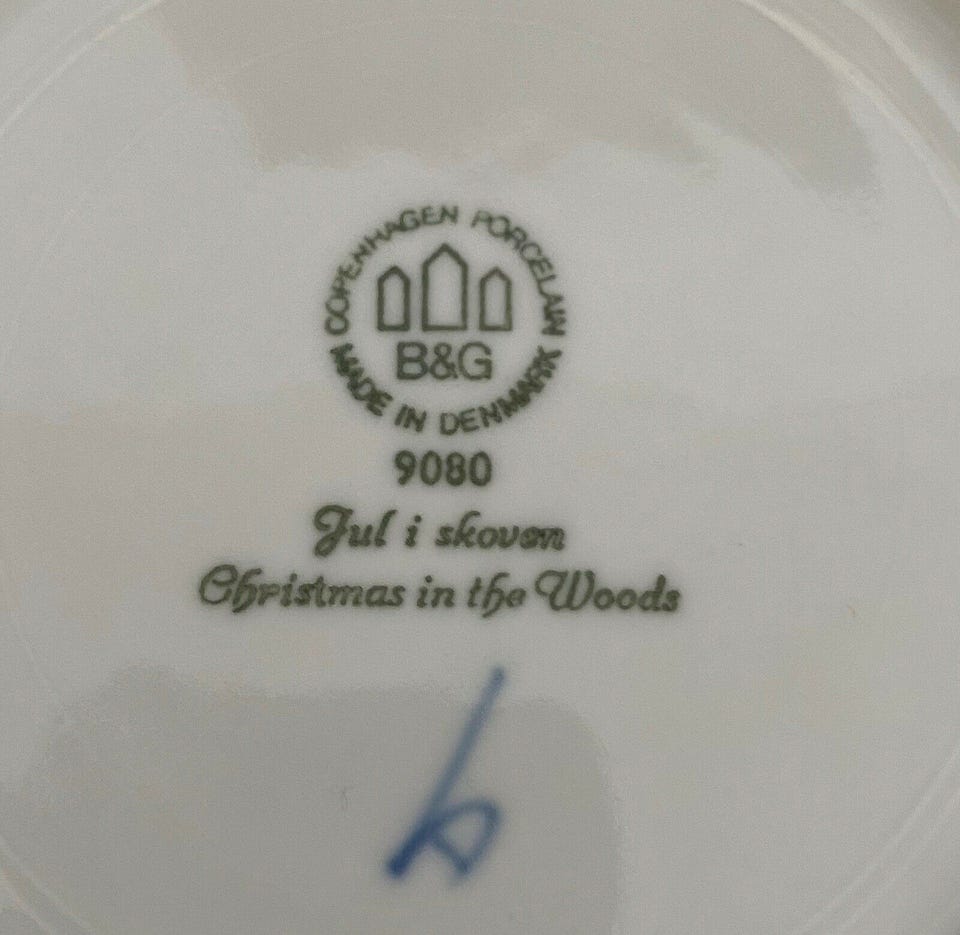 COPENHAGEN PORCELAIN
B&G
MADE IN DENMARK
9080
Jul i skoven
Christmas in the Woods